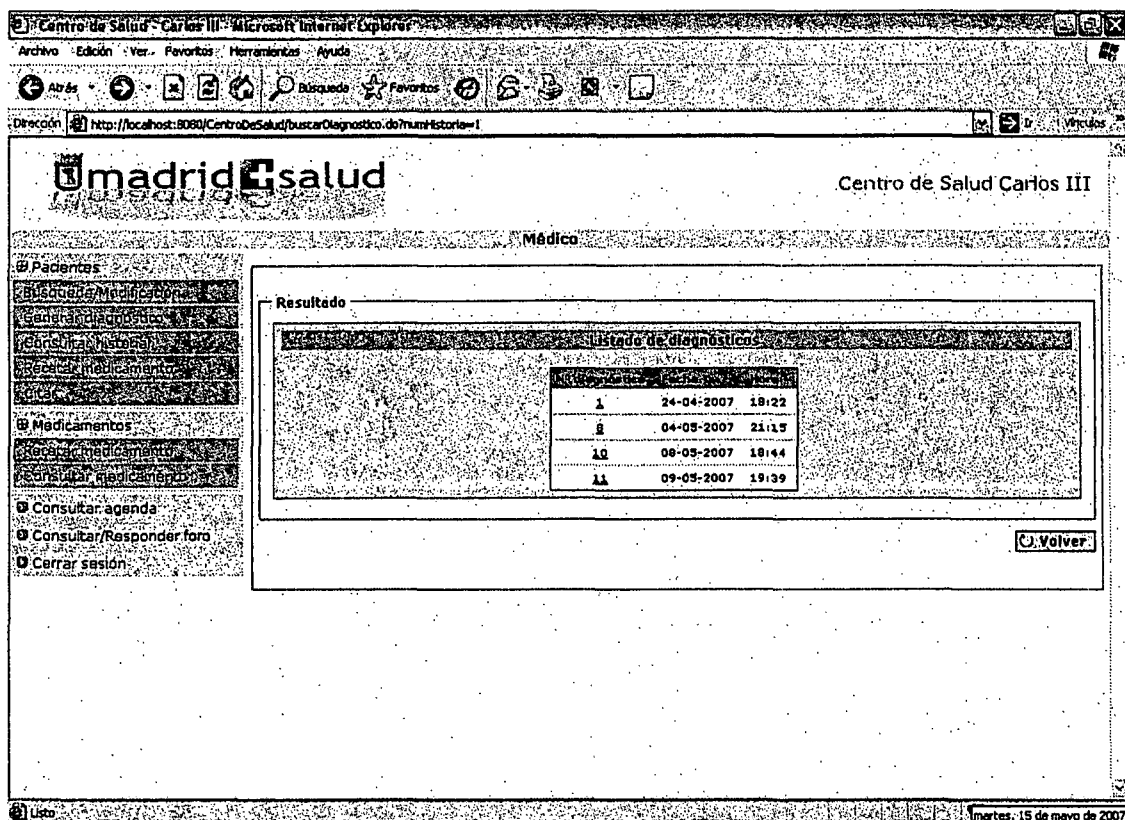 Centro de Salud - Carlos III - Microsoft Internet Explorer
Archivo Edición Ver Favoritos Herramientas Ayuda
Atrás Búsqueda Favoritos
Dirección http://localhost:8080/CentroDeSalud/buscarDiagnostico.do?numHistoria=1 Ir Vínculos
madrid salud
Centro de Salud Carlos III
Médico
Pacientes
Búsqueda/Modificación
Generar diagnóstico
Consultar historial
Recetar medicamento
Medicamentos
Recetar medicamento
Consultar medicamento
Consultar agenda
Consultar/Responder foro
Cerrar sesión
Resultado
Listado de diagnósticos
1 24-04-2007 18:22
8 04-05-2007 21:15
10 08-05-2007 18:44
11 09-05-2007 19:39
Volver
Listo
martes, 15 de mayo de 2007